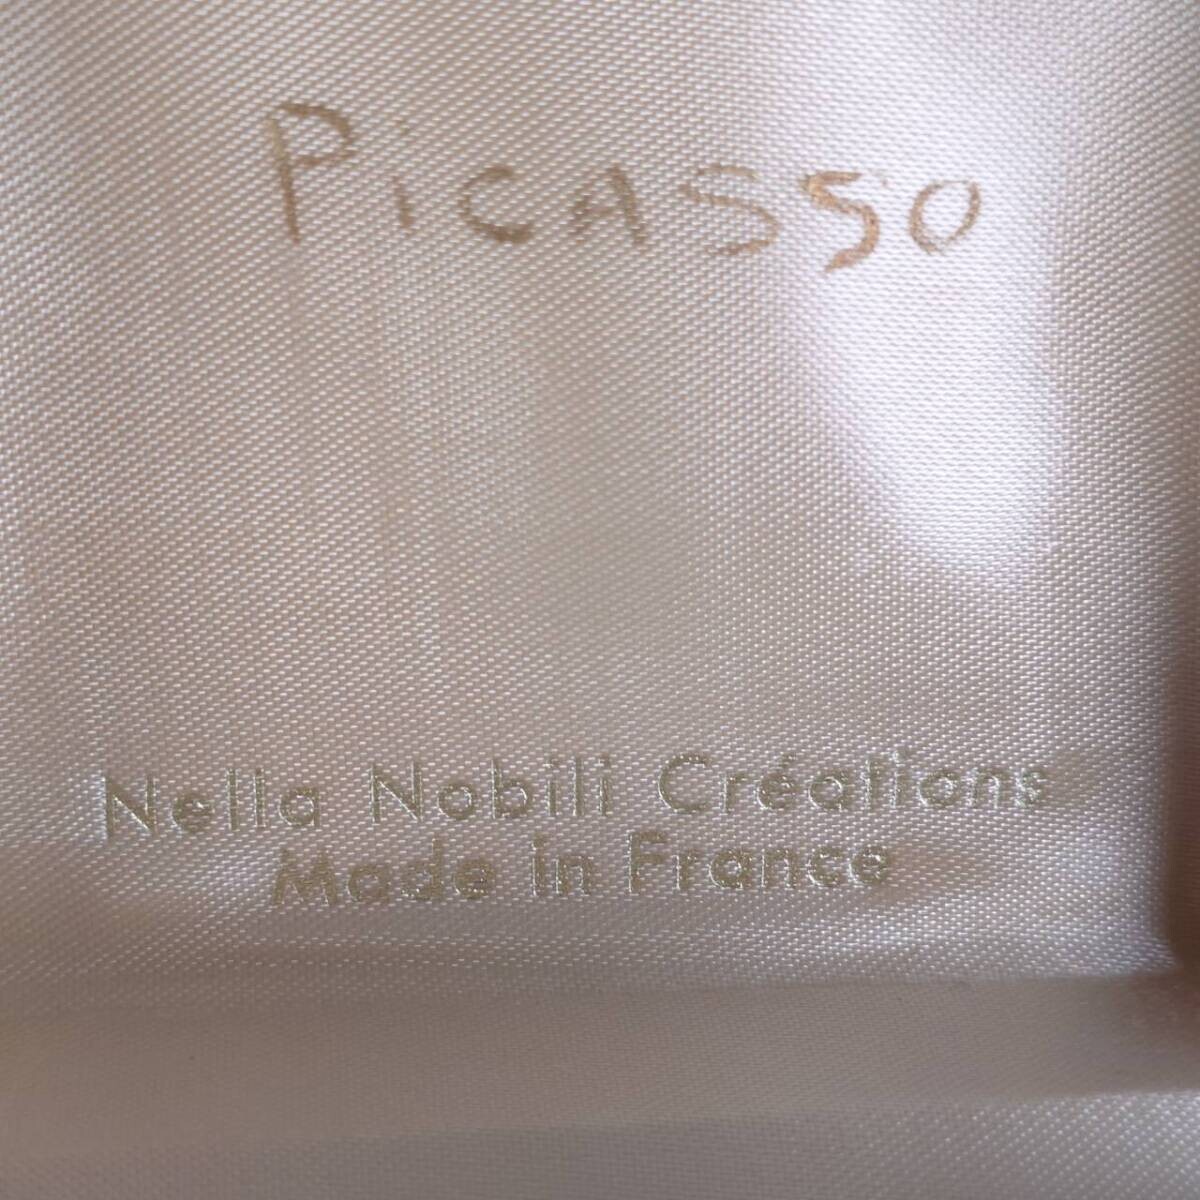 Picasso
Nella Nobili Créations
Made in France